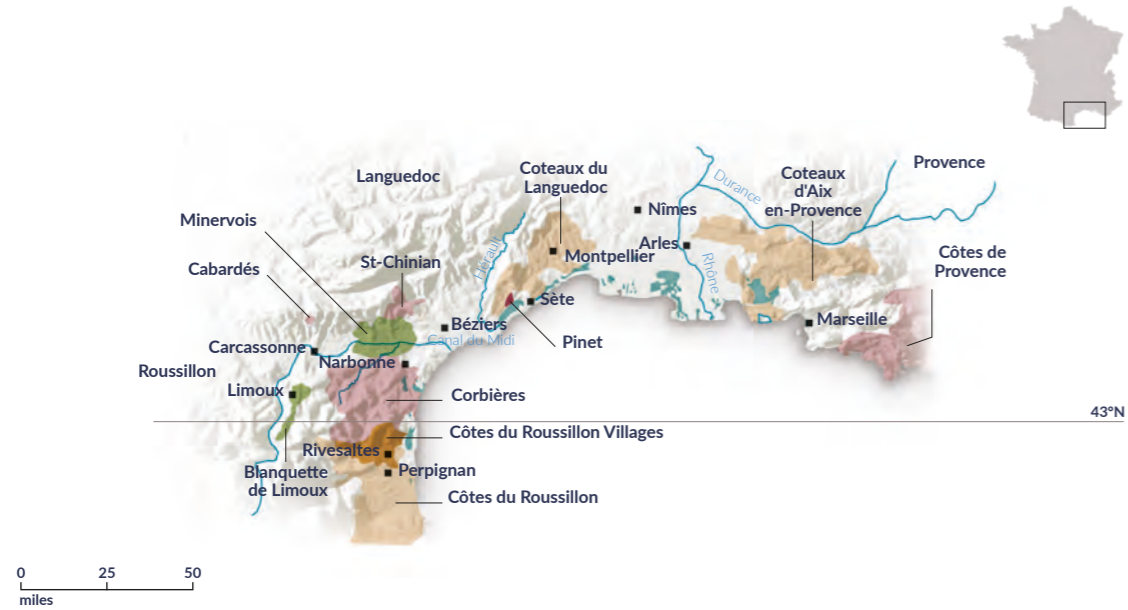 Provence
Durance
Coteaux du
Languedoc
Coteaux
d'Aix
en-Provence
Languedoc
Nîmes
Minervois
Arles
Côtes de
Provence
St-Chinian
Hérault
Montpellier
Rhône
Cabardés
Sète
Marseille
Béziers
Canal du Midi
Pinet
Carcassonne
Narbonne
Roussillon
Limoux
Corbières
43°N
Côtes du Roussillon Villages
Rivesaltes
Blanquette
de Limoux
Perpignan
Côtes du Roussillon
0 25 50
miles